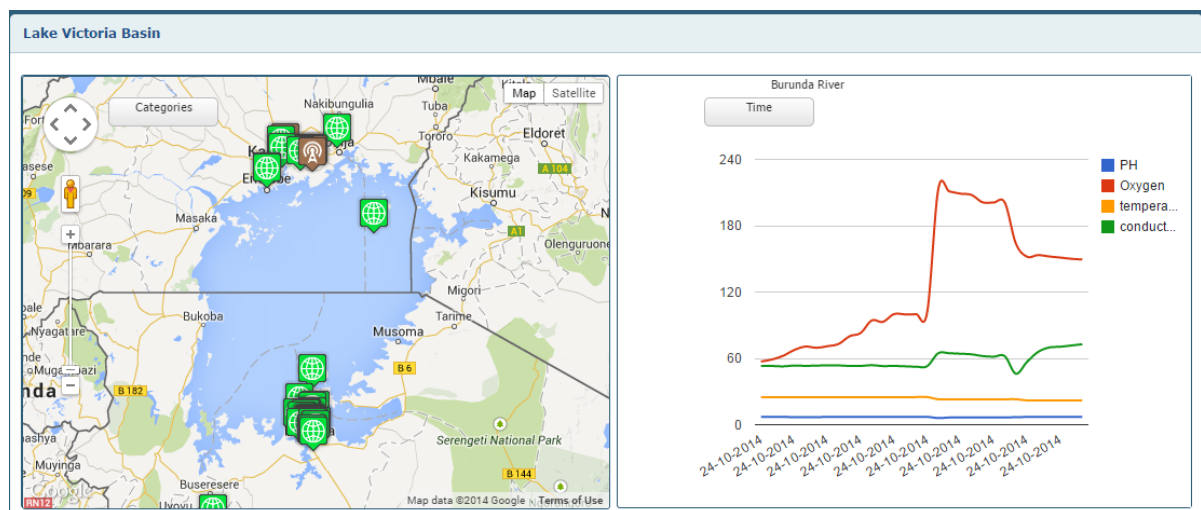 Lake Victoria Basin
Categories
Map
Satellite
Mbale
Nakibungulia
Tuba
Tororo
Eldoret
Kakamega
A 104
Kisumu
A1
Masaka
Olenguruone
Mbarara
Migori
Bukoba
Tarime
Musoma
B 6
B 182
Serengeti National Park
Muyinga
B 144
Buseresere
Google
RN12
Uvovu
Map data ©2014 Google
Terms of Use
Burunda River
Time
240
180
120
60
0
PH
Oxygen
tempera...
conduct...
24-10-2014
24-10-2014
24-10-2014
24-10-2014
24-10-2014
24-10-2014
24-10-2014
24-10-2014
24-10-2014
24-10-2014